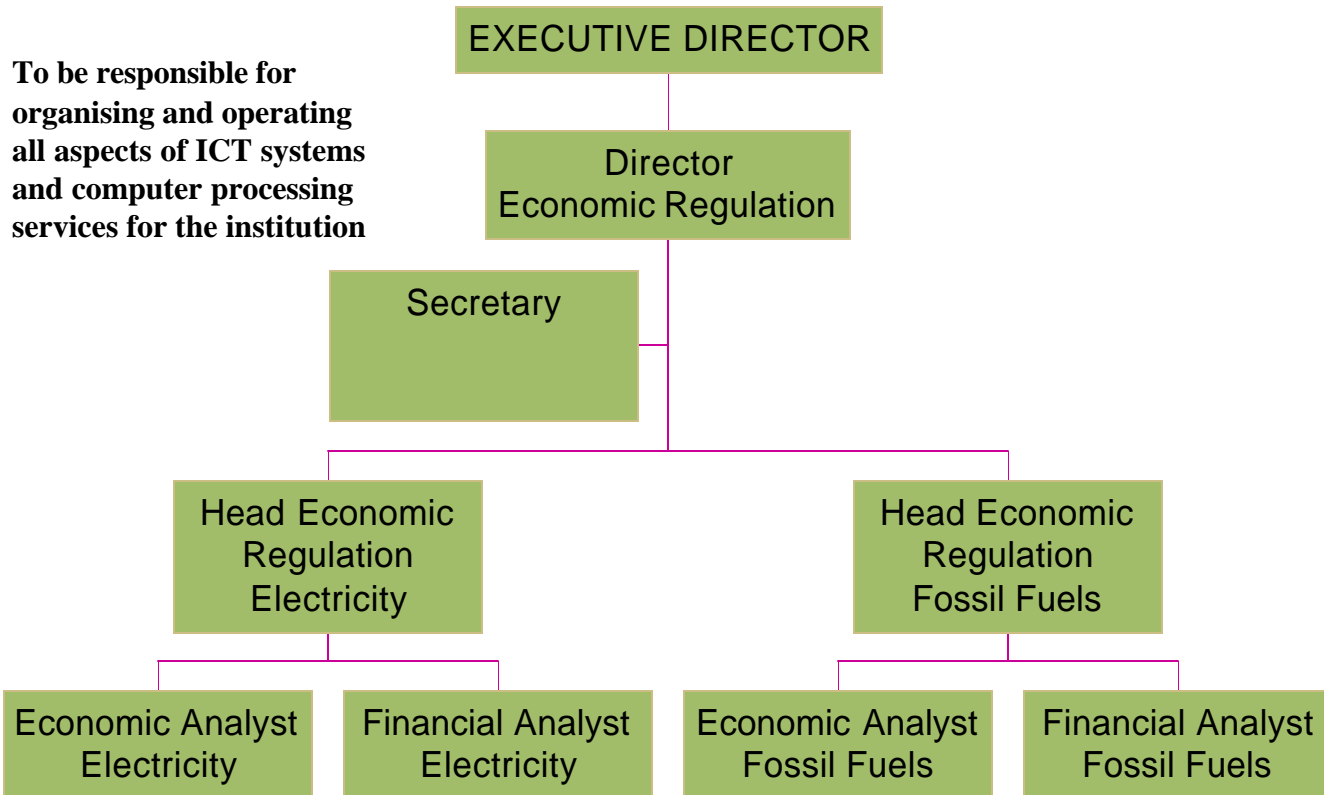 EXECUTIVE DIRECTOR
To be responsible for
organising and operating
all aspects of ICT systems
and computer processing
services for the institution
Director
Economic Regulation
Secretary
Head Economic
Regulation
Electricity
Head Economic
Regulation
Fossil Fuels
Economic Analyst
Electricity
Financial Analyst
Electricity
Economic Analyst
Fossil Fuels
Financial Analyst
Fossil Fuels